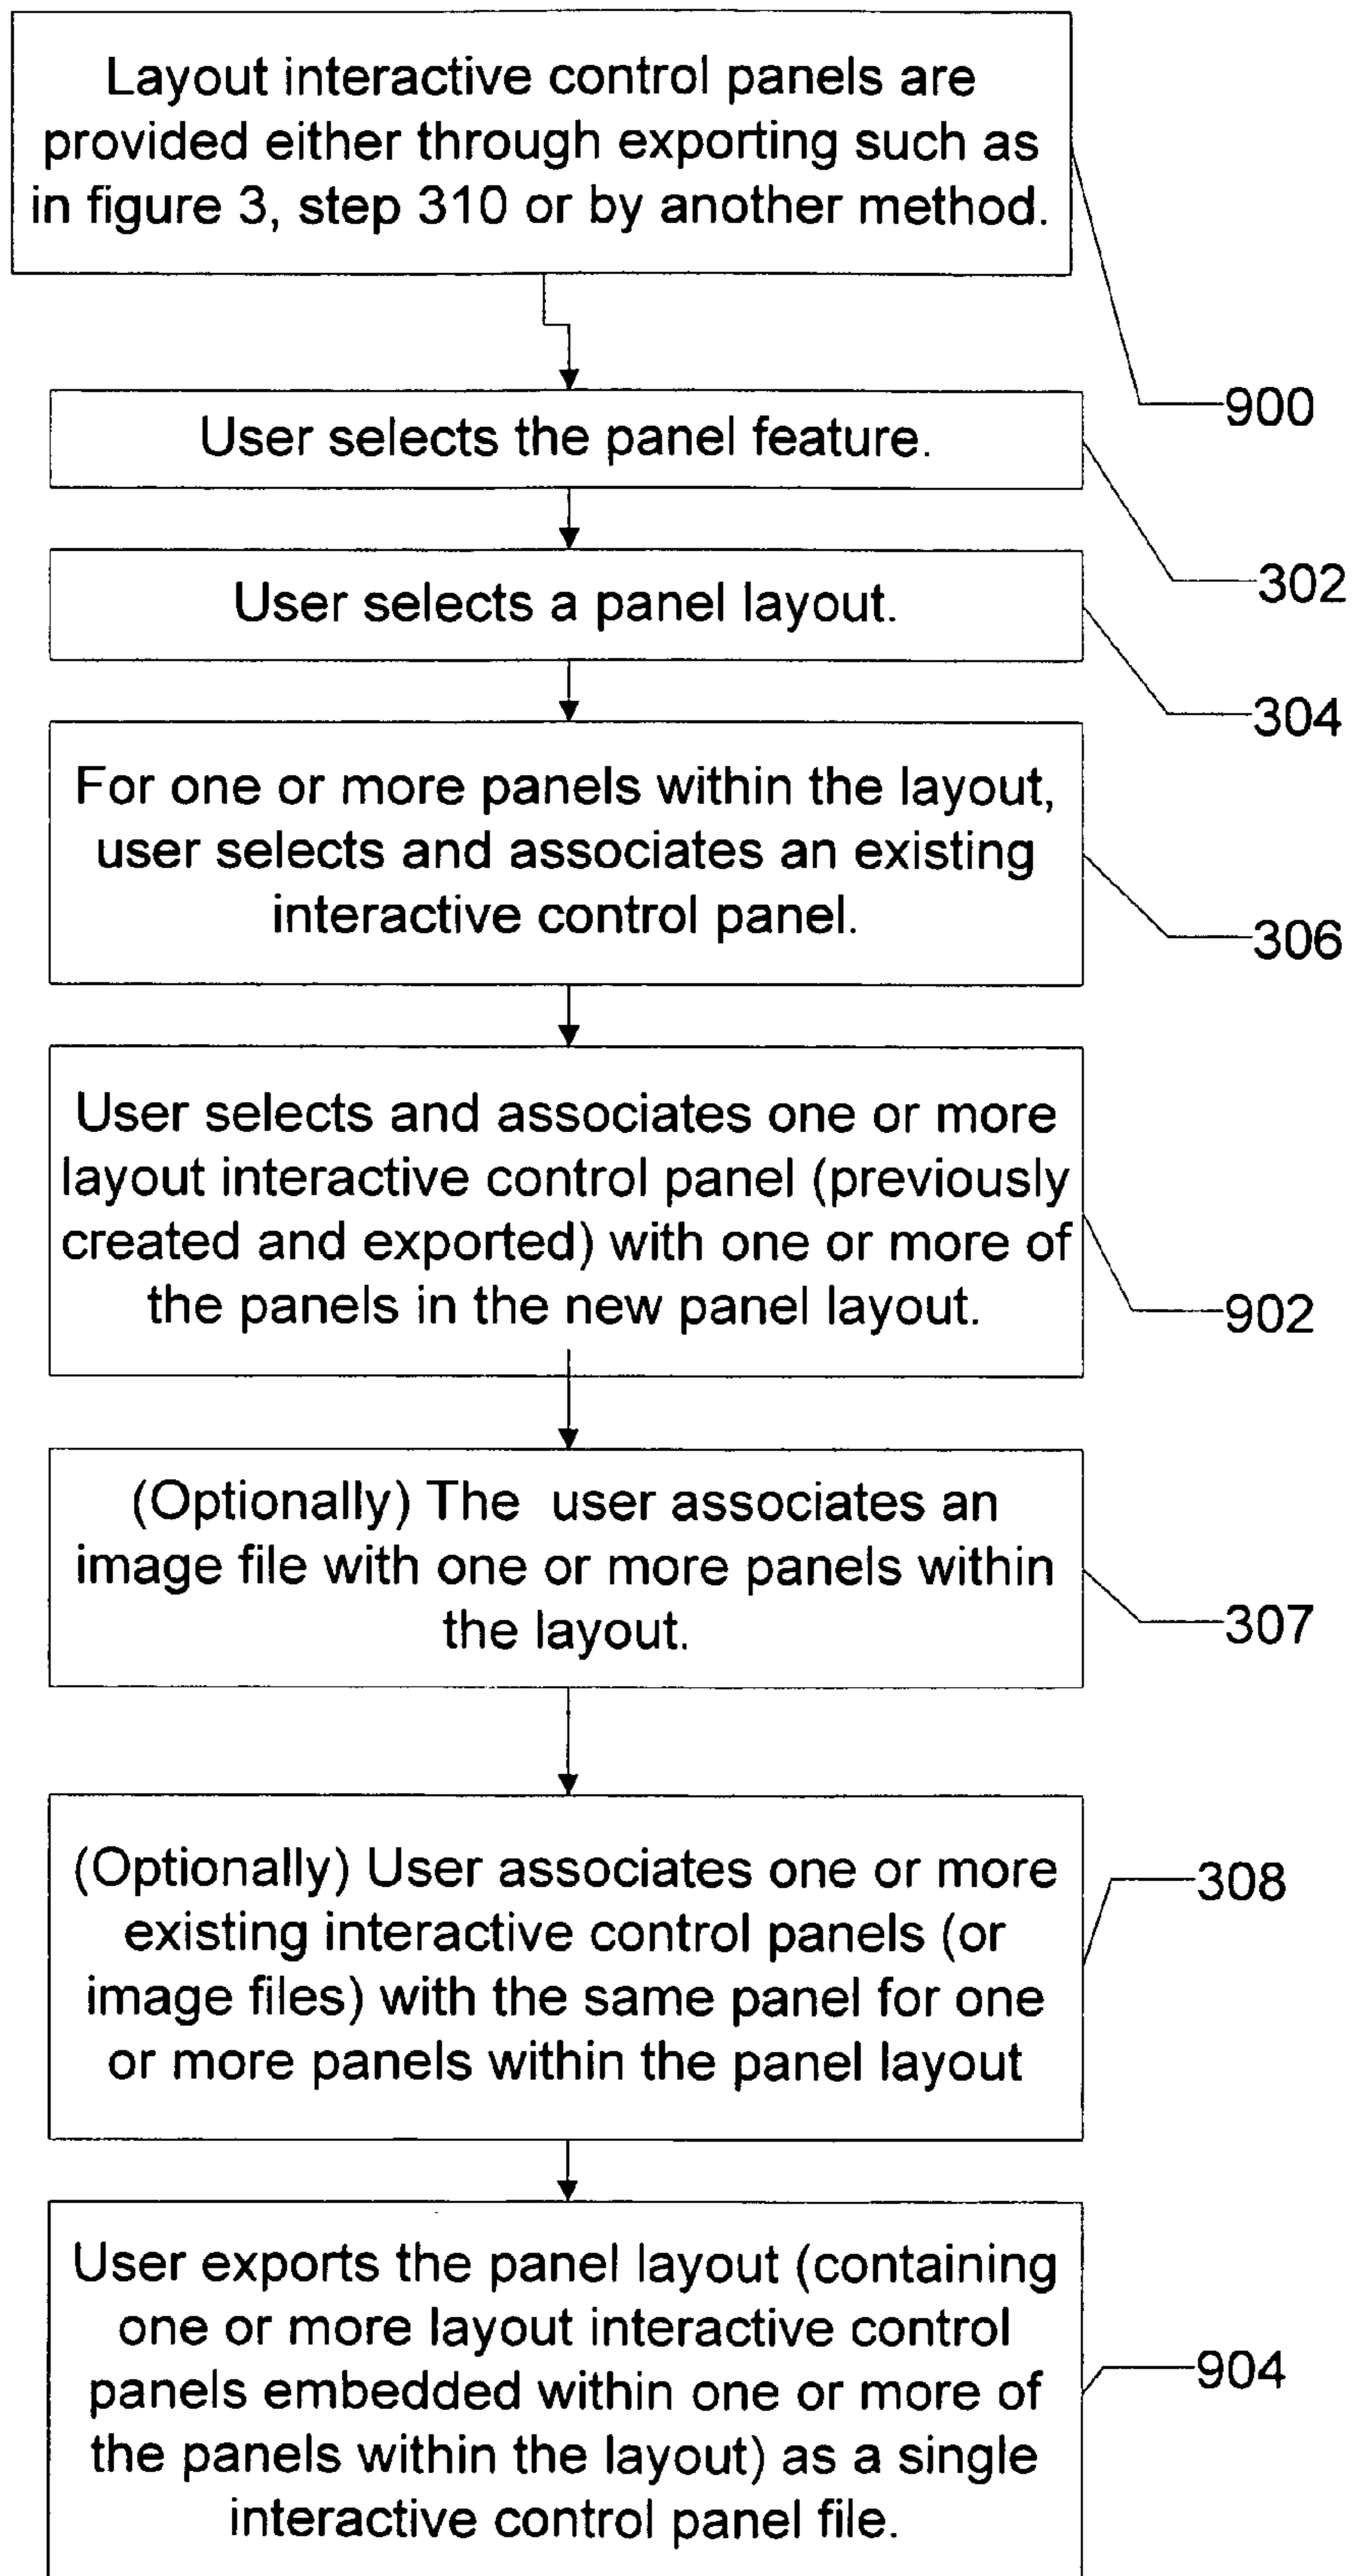 Layout interactive control panels are
provided either through exporting such as
in figure 3, step 310 or by another method.
900
User selects the panel feature.
302
User selects a panel layout.
304
For one or more panels within the layout,
user selects and associates an existing
interactive control panel.
306
User selects and associates one or more
layout interactive control panel (previously
created and exported) with one or more of
the panels in the new panel layout.
902
(Optionally) The user associates an
image file with one or more panels within
the layout.
307
(Optionally) User associates one or more
existing interactive control panels (or
image files) with the same panel for one
or more panels within the panel layout
308
User exports the panel layout (containing
one or more layout interactive control
panels embedded within one or more of
the panels within the layout) as a single
interactive control panel file.
904